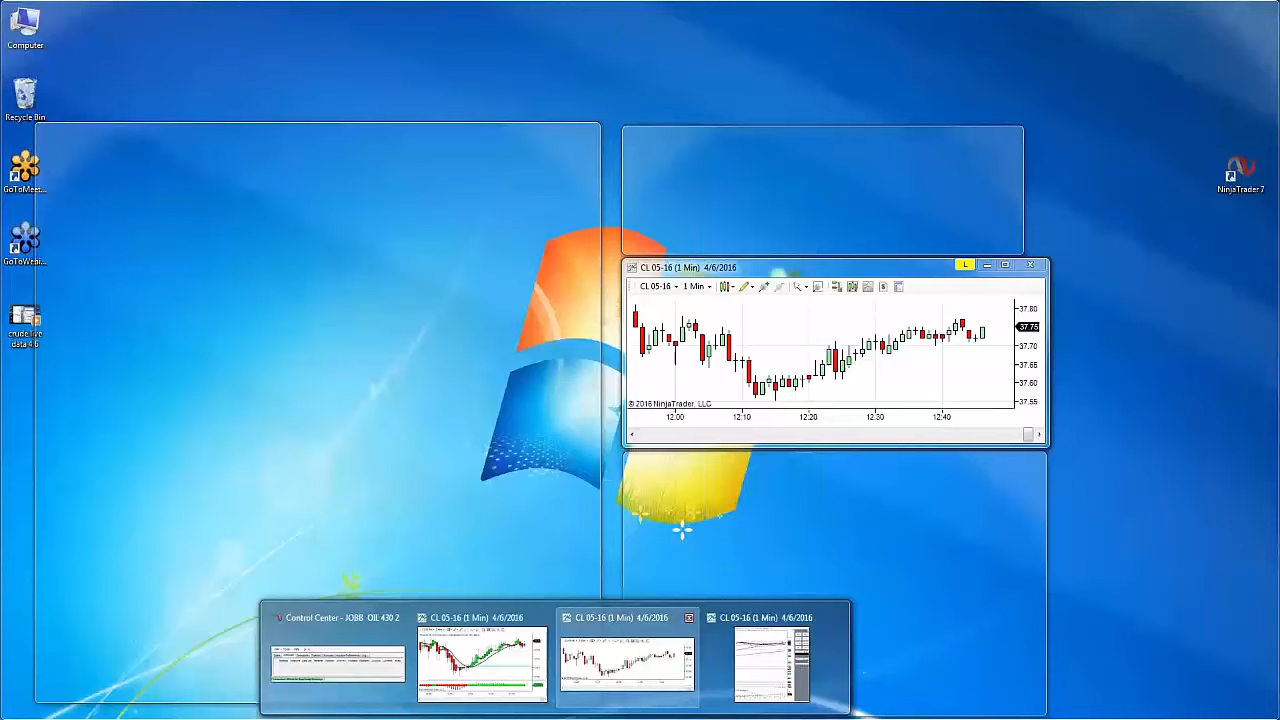 Computer
Recycle Bin
GoToMeet...
GoToWebi...
crude live
data 4.6
NinjaTrader 7
CL 05-16 (1 Min) 4/6/2016
L
CL 05-16
1 Min
S
37.80
37.75
37.70
37.65
37.60
37.55
© 2016 NinjaTrader, LLC
12:00
12:10
12:20
12:30
12:40
Control Center - JOBB OIL 430 2
CL 05-16 (1 Min) 4/6/2016
CL 05-16 (1 Min) 4/6/2016
CL 05-16 (1 Min) 4/6/2016